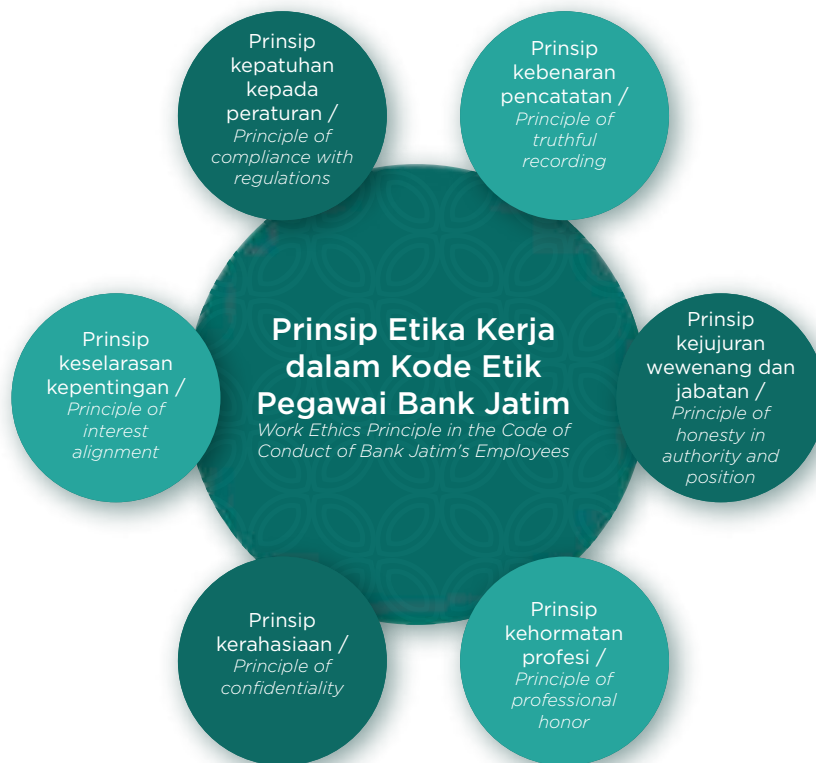 Prinsip
kepatuhan
kepada
peraturan /
Principle of
compliance with
regulations
Prinsip
kebenaran
pencatatan /
Principle of
truthful
recording
Prinsip
keselarasan
kepentingan /
Principle of
interest
alignment
Prinsip Etika Kerja
dalam Kode Etik
Pegawai Bank Jatim
Work Ethics Principle in the Code of
Conduct of Bank Jatim's Employees
Prinsip
kejujuran
wewenang dan
jabatan /
Principle of
honesty in
authority and
position
Prinsip
kerahasiaan /
Principle of
confidentiality
Prinsip
kehormatan
profesi /
Principle of
professional
honor